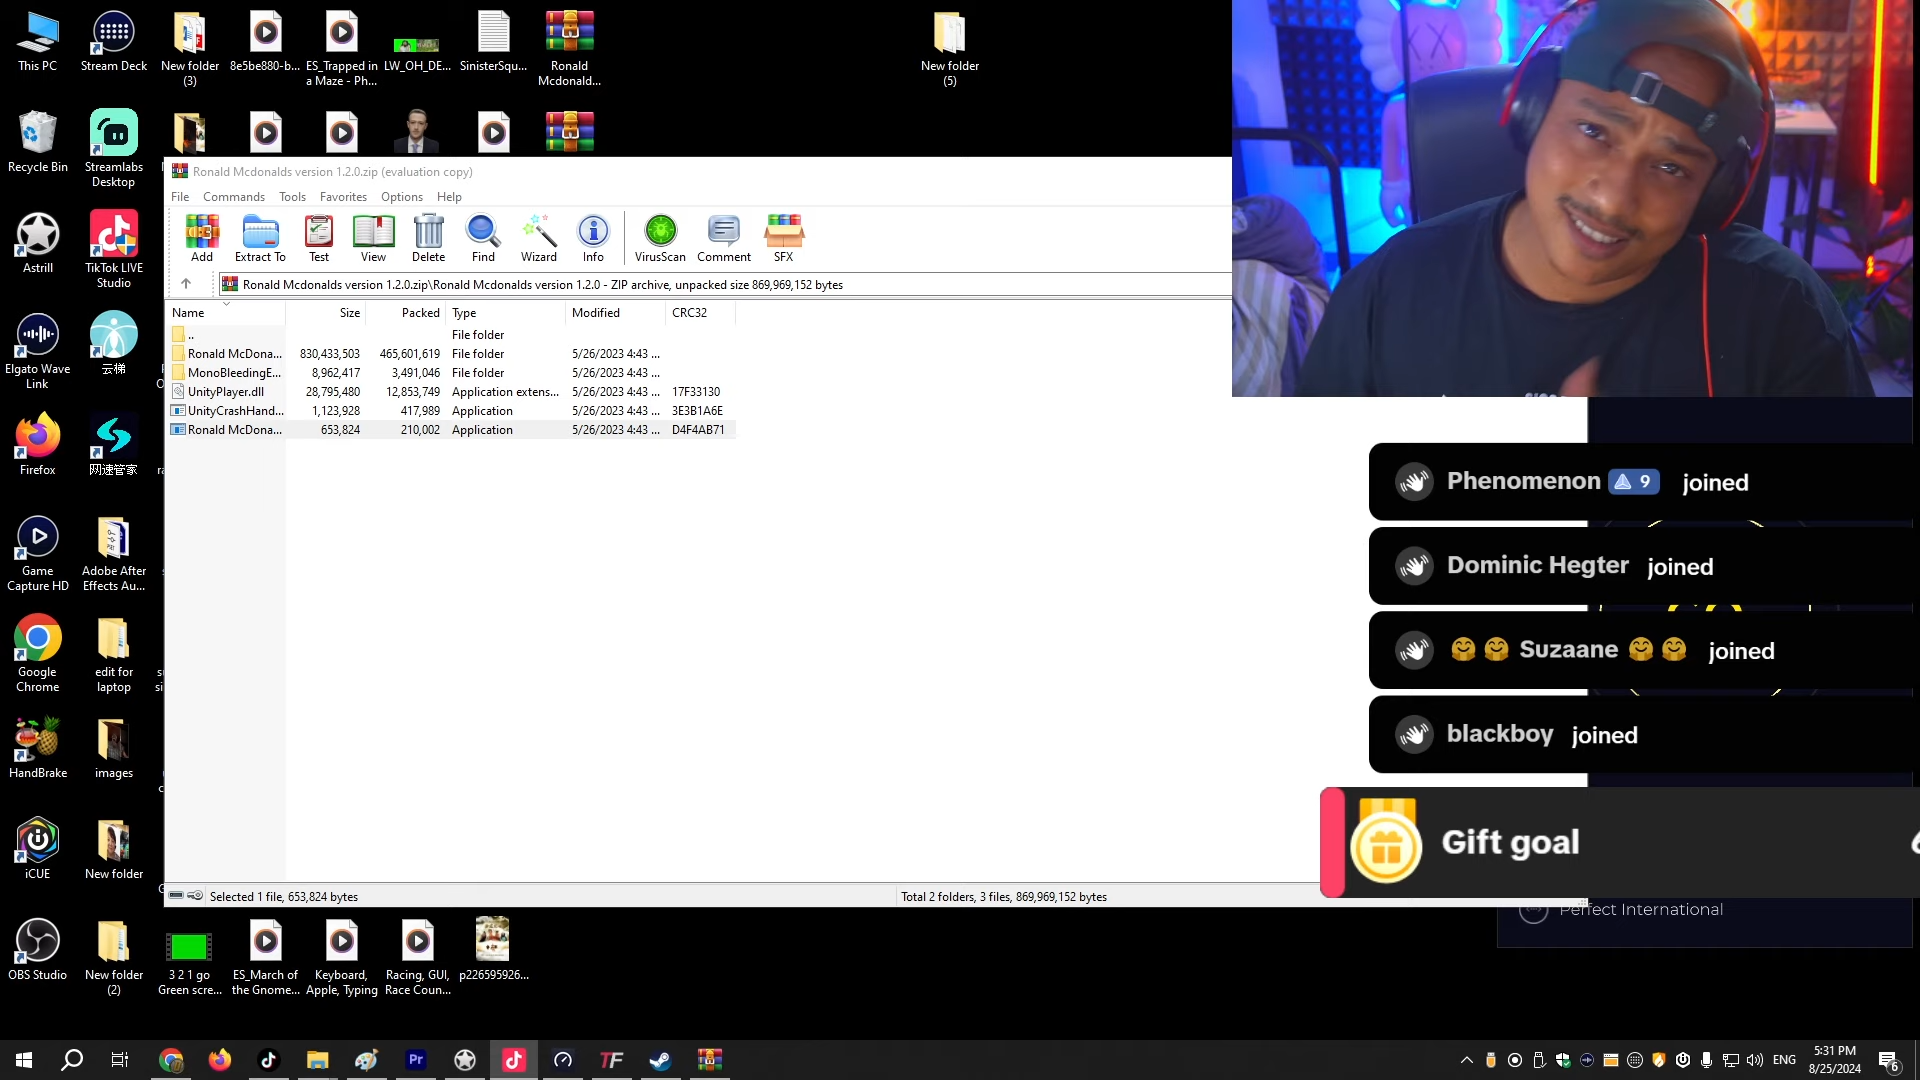 This PC
Stream Deck
New folder
(3)
8e5be880-b...
ES_Trapped in
a Maze - Ph...
LW_OH_DE...
SinisterSqu...
Ronald
Mcdonald...
New folder
(5)
Recycle Bin
Streamlabs
Desktop
Ronald Mcdonalds version 1.2.0.zip (evaluation copy)
File Commands Tools Favorites Options Help
Add Extract To Test View Delete Find Wizard Info VirusScan Comment SFX
Ronald Mcdonalds version 1.2.0.zip\Ronald Mcdonalds version 1.2.0 - ZIP archive, unpacked size 869,969,152 bytes
Name Size Packed Type Modified CRC32
.. File folder
Ronald McDona... 830,433,503 465,601,619 File folder 5/26/2023 4:43 ...
MonoBleedingE... 8,962,417 3,491,046 File folder 5/26/2023 4:43 ...
UnityPlayer.dll 28,795,480 12,853,749 Application extens... 5/26/2023 4:43 ... 17F33130
UnityCrashHand... 1,123,928 417,989 Application 5/26/2023 4:43 ... 3E3B1A6E
Ronald McDona... 653,824 210,002 Application 5/26/2023 4:43 ... D4F4AB71
Astrill
TikTok LIVE
Studio
Elgato Wave
Link
云梯
Firefox
网速管家
Game
Capture HD
Adobe After
Effects Au...
Google
Chrome
edit for
laptop
HandBrake
images
iCUE
New folder
Phenomenon 9 joined
Dominic Hegter joined
🤗 🤗 Suzaane 🤗 🤗 joined
blackboy joined
Gift goal
Perfect International
Selected 1 file, 653,824 bytes
Total 2 folders, 3 files, 869,969,152 bytes
OBS Studio
New folder
(2)
3 2 1 go
Green scre...
ES_March of
the Gnome...
Keyboard,
Apple, Typing
Racing, GUI,
Race Coun...
p226595926...
Pr
TF
ENG
5:31 PM
8/25/2024
6